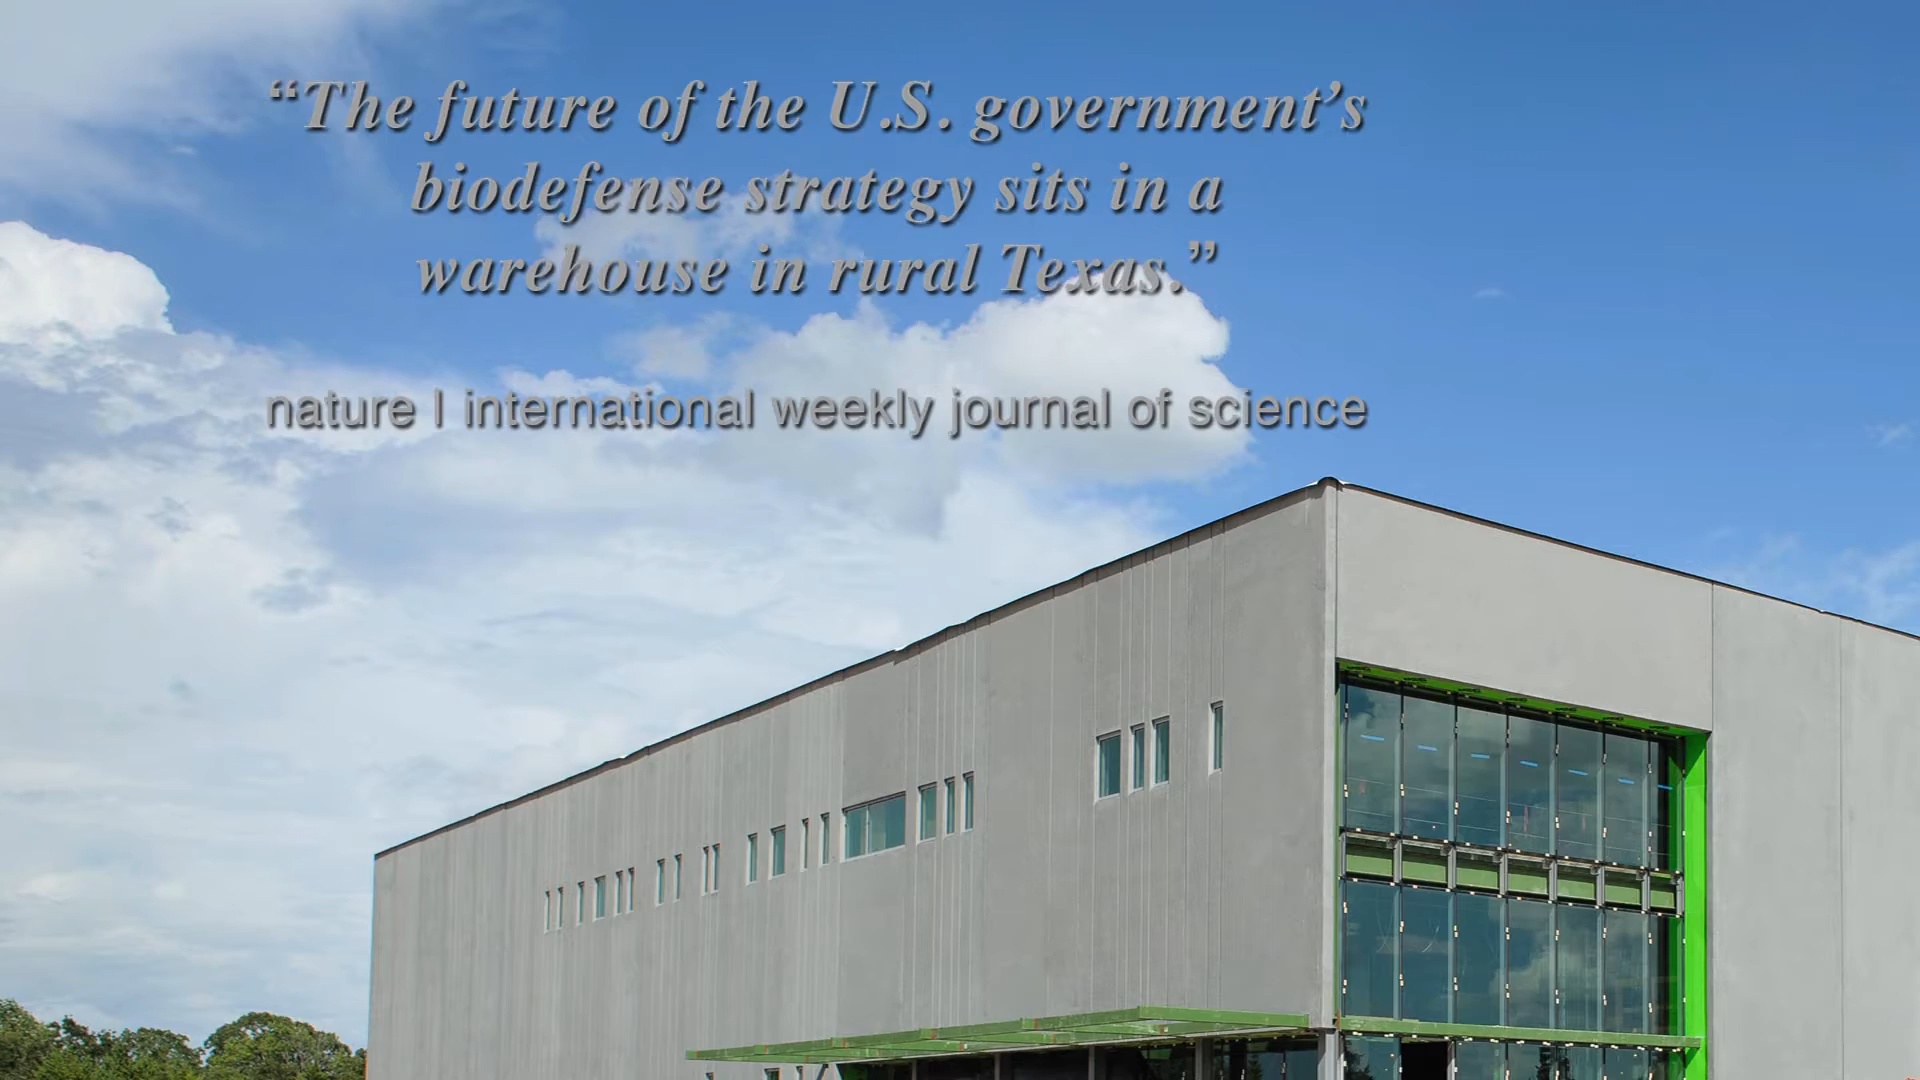 “The future of the U.S. government’s
biodefense strategy sits in a
warehouse in rural Texas.”
nature | international weekly journal of science